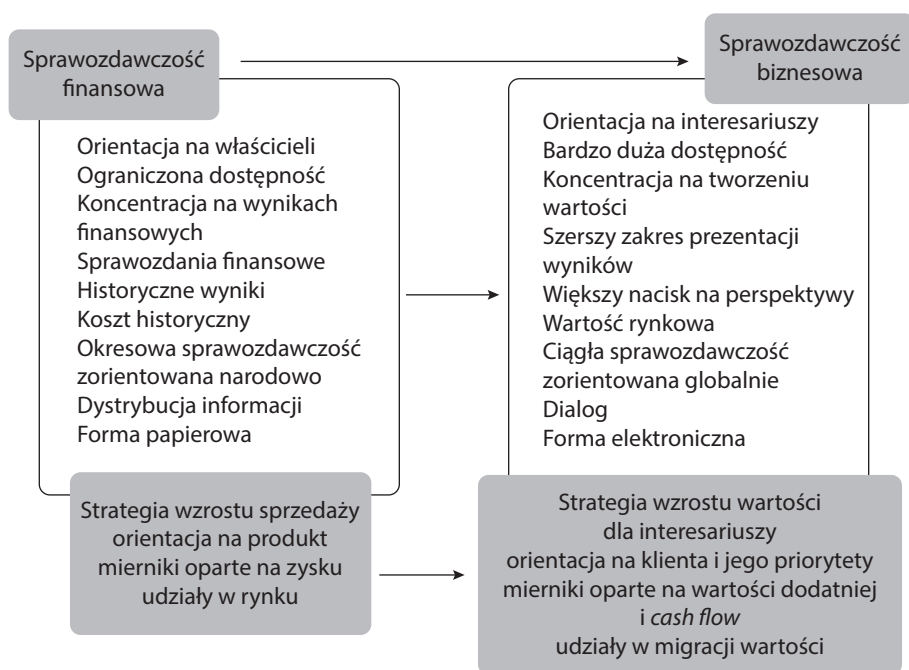 Sprawozdawczość
finansowa
Orientacja na właścicieli
Ograniczona dostępność
Koncentracja na wynikach
finansowych
Sprawozdania finansowe
Historyczne wyniki
Koszt historyczny
Okresowa sprawozdawczość
zorientowana narodowo
Dystrybucja informacji
Forma papierowa
Strategia wzrostu sprzedaży
orientacja na produkt
mierniki oparte na zysku
udziały w rynku
Sprawozdawczość
biznesowa
Orientacja na interesariuszy
Bardzo duża dostępność
Koncentracja na tworzeniu
wartości
Szerszy zakres prezentacji
wyników
Większy nacisk na perspektywy
Wartość rynkowa
Ciągła sprawozdawczość
zorientowana globalnie
Dialog
Forma elektroniczna
Strategia wzrostu wartości
dla interesariuszy
orientacja na klienta i jego priorytety
mierniki oparte na wartości dodatniej
i cash flow
udziały w migracji wartości